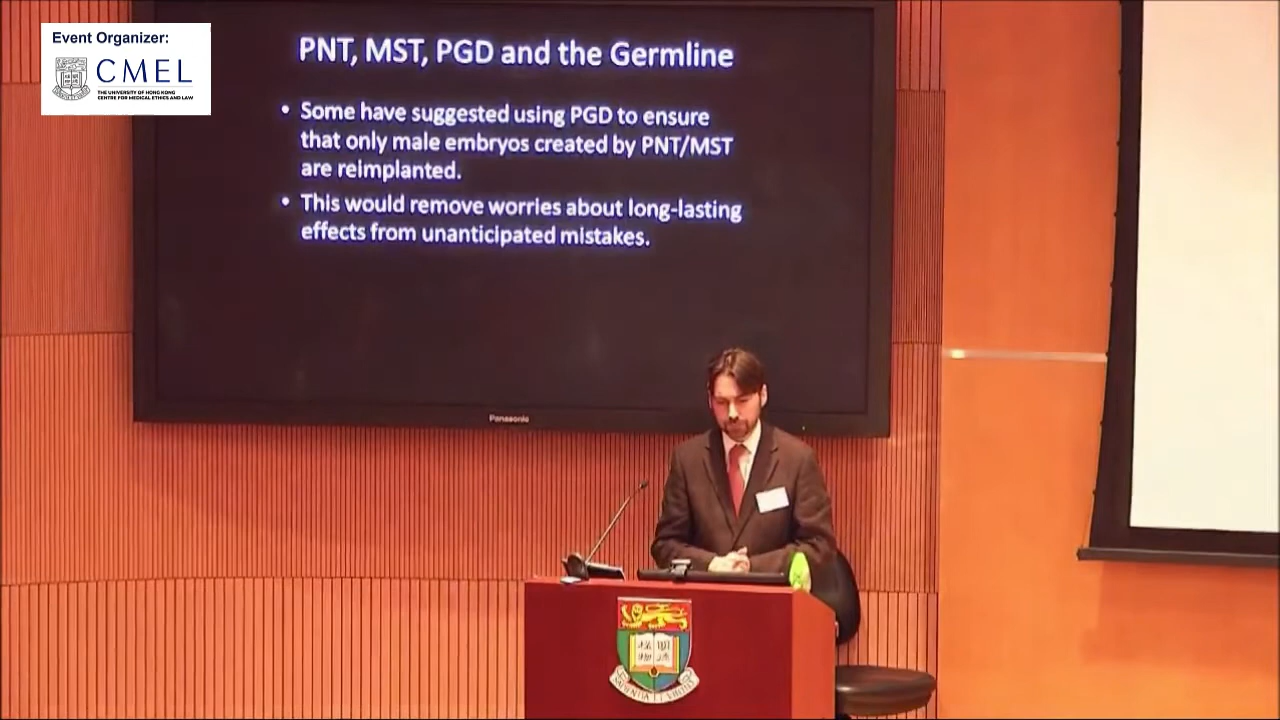 Event Organizer:
CMEL
THE UNIVERSITY OF HONG KONG
CENTRE FOR MEDICAL ETHICS AND LAW
PNT, MST, PGD and the Germline
• Some have suggested using PGD to ensure
that only male embryos created by PNT/MST
are reimplanted.
• This would remove worries about long-lasting
effects from unanticipated mistakes.
Panasonic